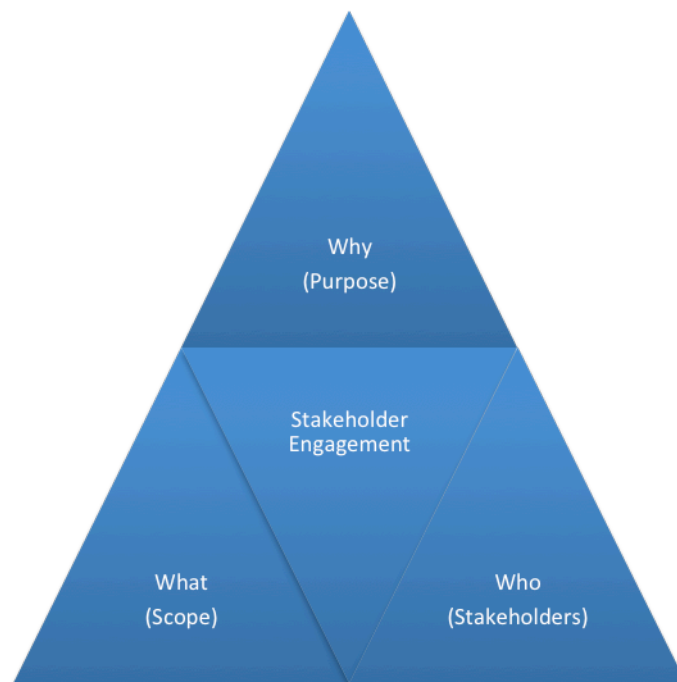 Why
(Purpose)
Stakeholder
Engagement
What
(Scope)
Who
(Stakeholders)